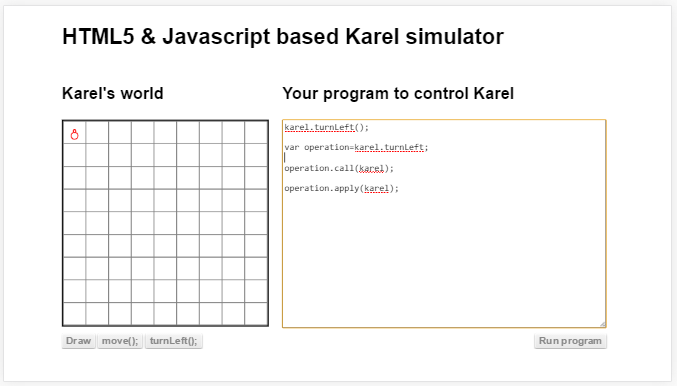 HTML5 & Javascript based Karel simulator
Karel's world
Your program to control Karel
karel.turnLeft();
var operation=karel.turnLeft;
operation.call(karel);
operation.apply(karel);
Draw
move();
turnLeft();
Run program